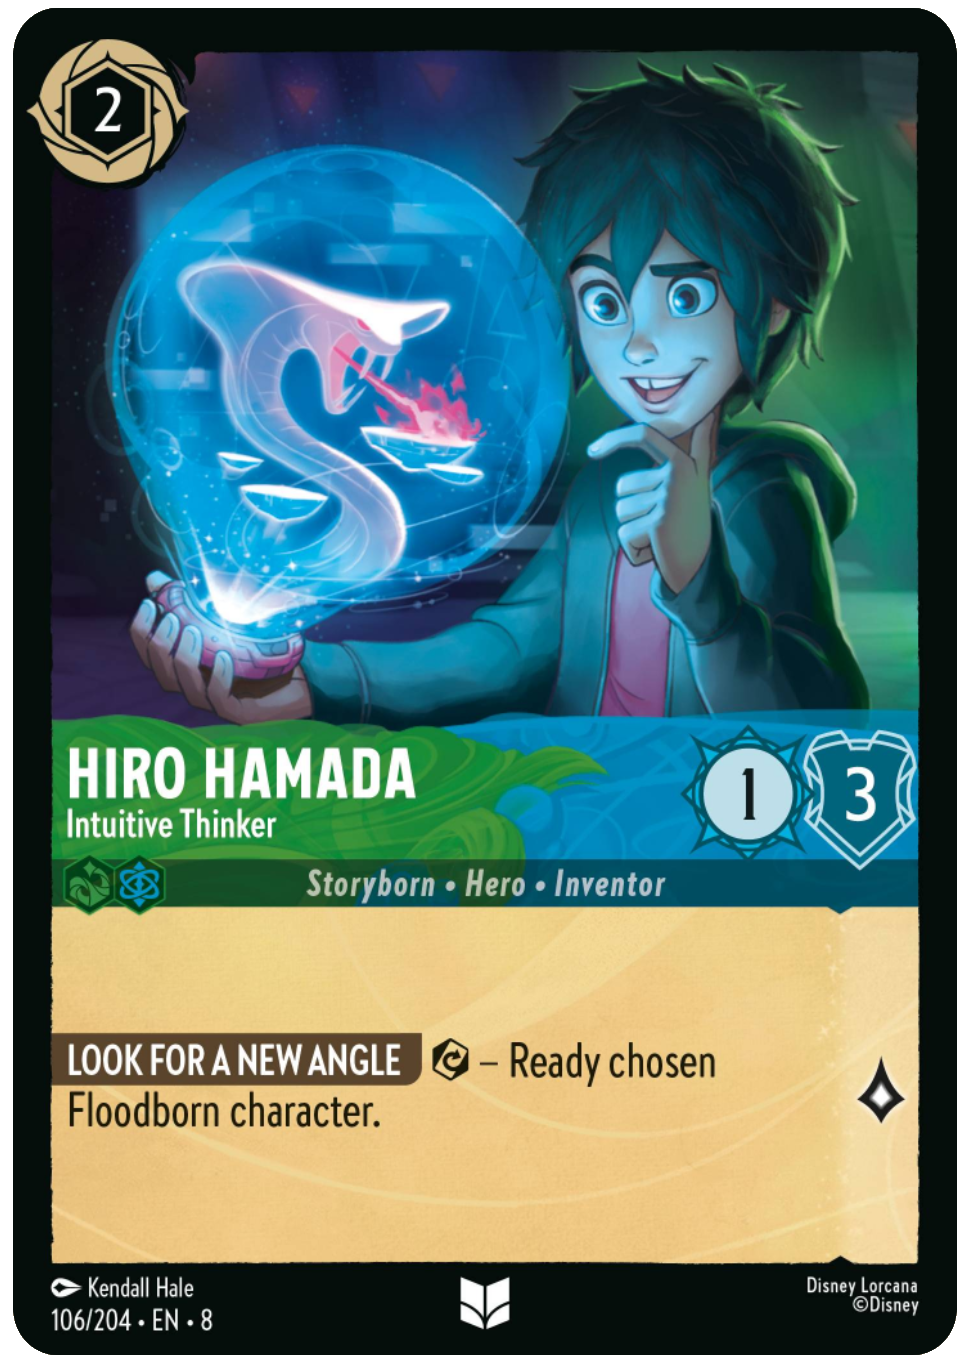 2
HIRO HAMADA
Intuitive Thinker
1
3
Storyborn • Hero • Inventor
LOOK FOR A NEW ANGLE – Ready chosen
Floodborn character.
Kendall Hale
106/204 • EN • 8
Disney Lorcana
©Disney